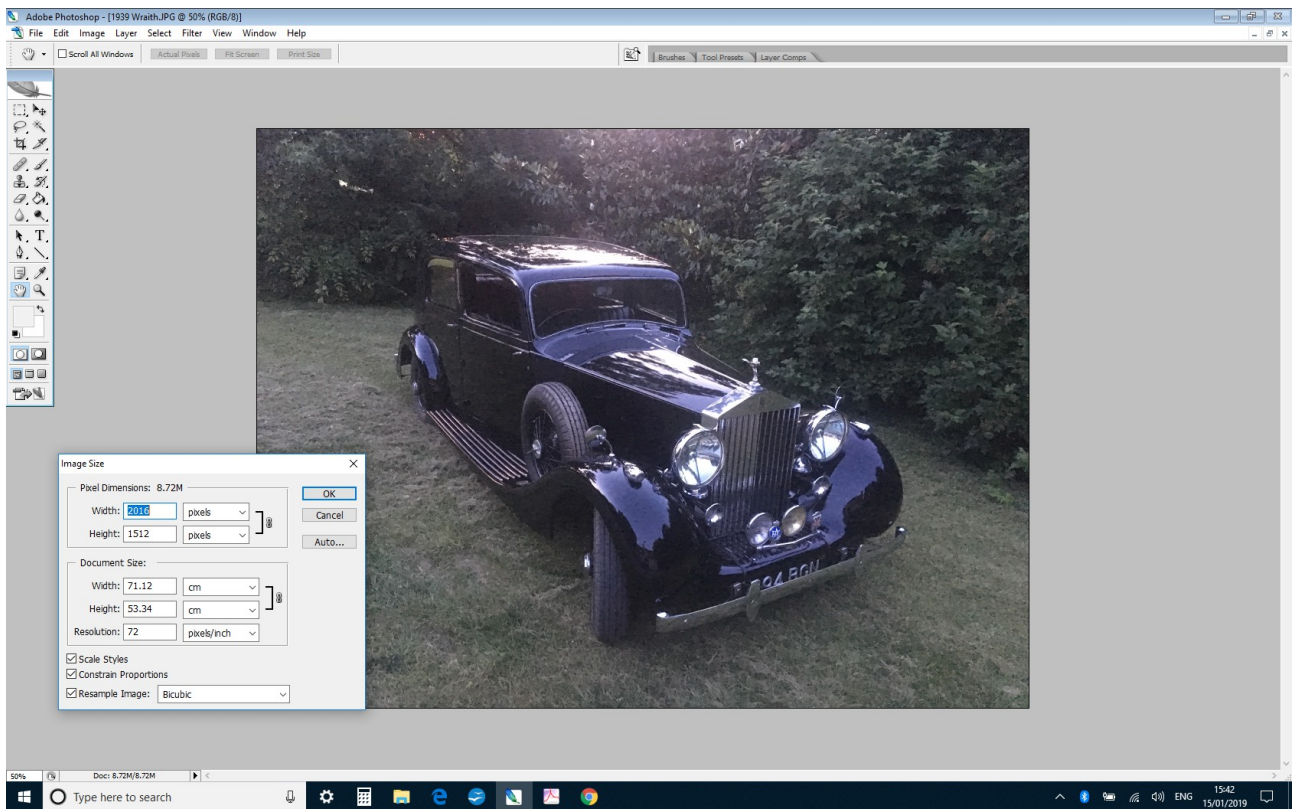 Adobe Photoshop - [1939 Wraith.JPG @ 50% (RGB/8)]
File Edit Image Layer Select Filter View Window Help
Scroll All Windows Actual Pixels Fit Screen Print Size Brushes Tool Presets Layer Comps
Image Size
Pixel Dimensions: 8.72M
Width: 2016 pixels
Height: 1512 pixels
OK
Cancel
Auto...
Document Size:
Width: 71.12 cm
Height: 53.34 cm
Resolution: 72 pixels/inch
Scale Styles
Constrain Proportions
Resample Image: Bicubic
50% Doc: 8.72M/8.72M
Type here to search
ENG
15:42
15/01/2019